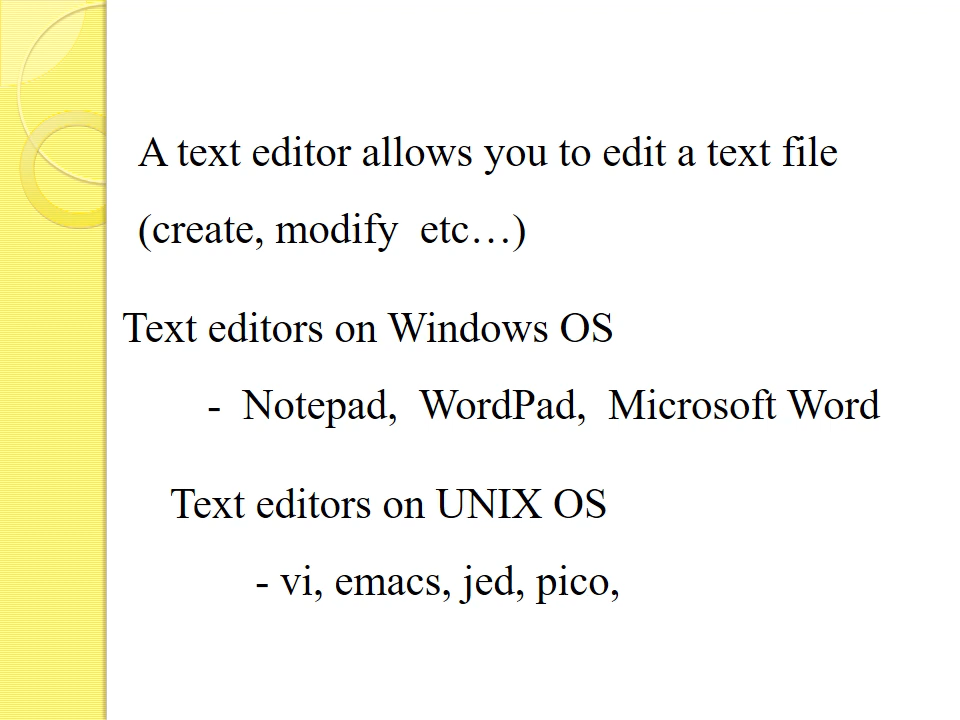 A text editor allows you to edit a text file
(create, modify  etc…)
Text editors on Windows OS
-  Notepad,  WordPad,  Microsoft Word
Text editors on UNIX OS
- vi, emacs, jed, pico,